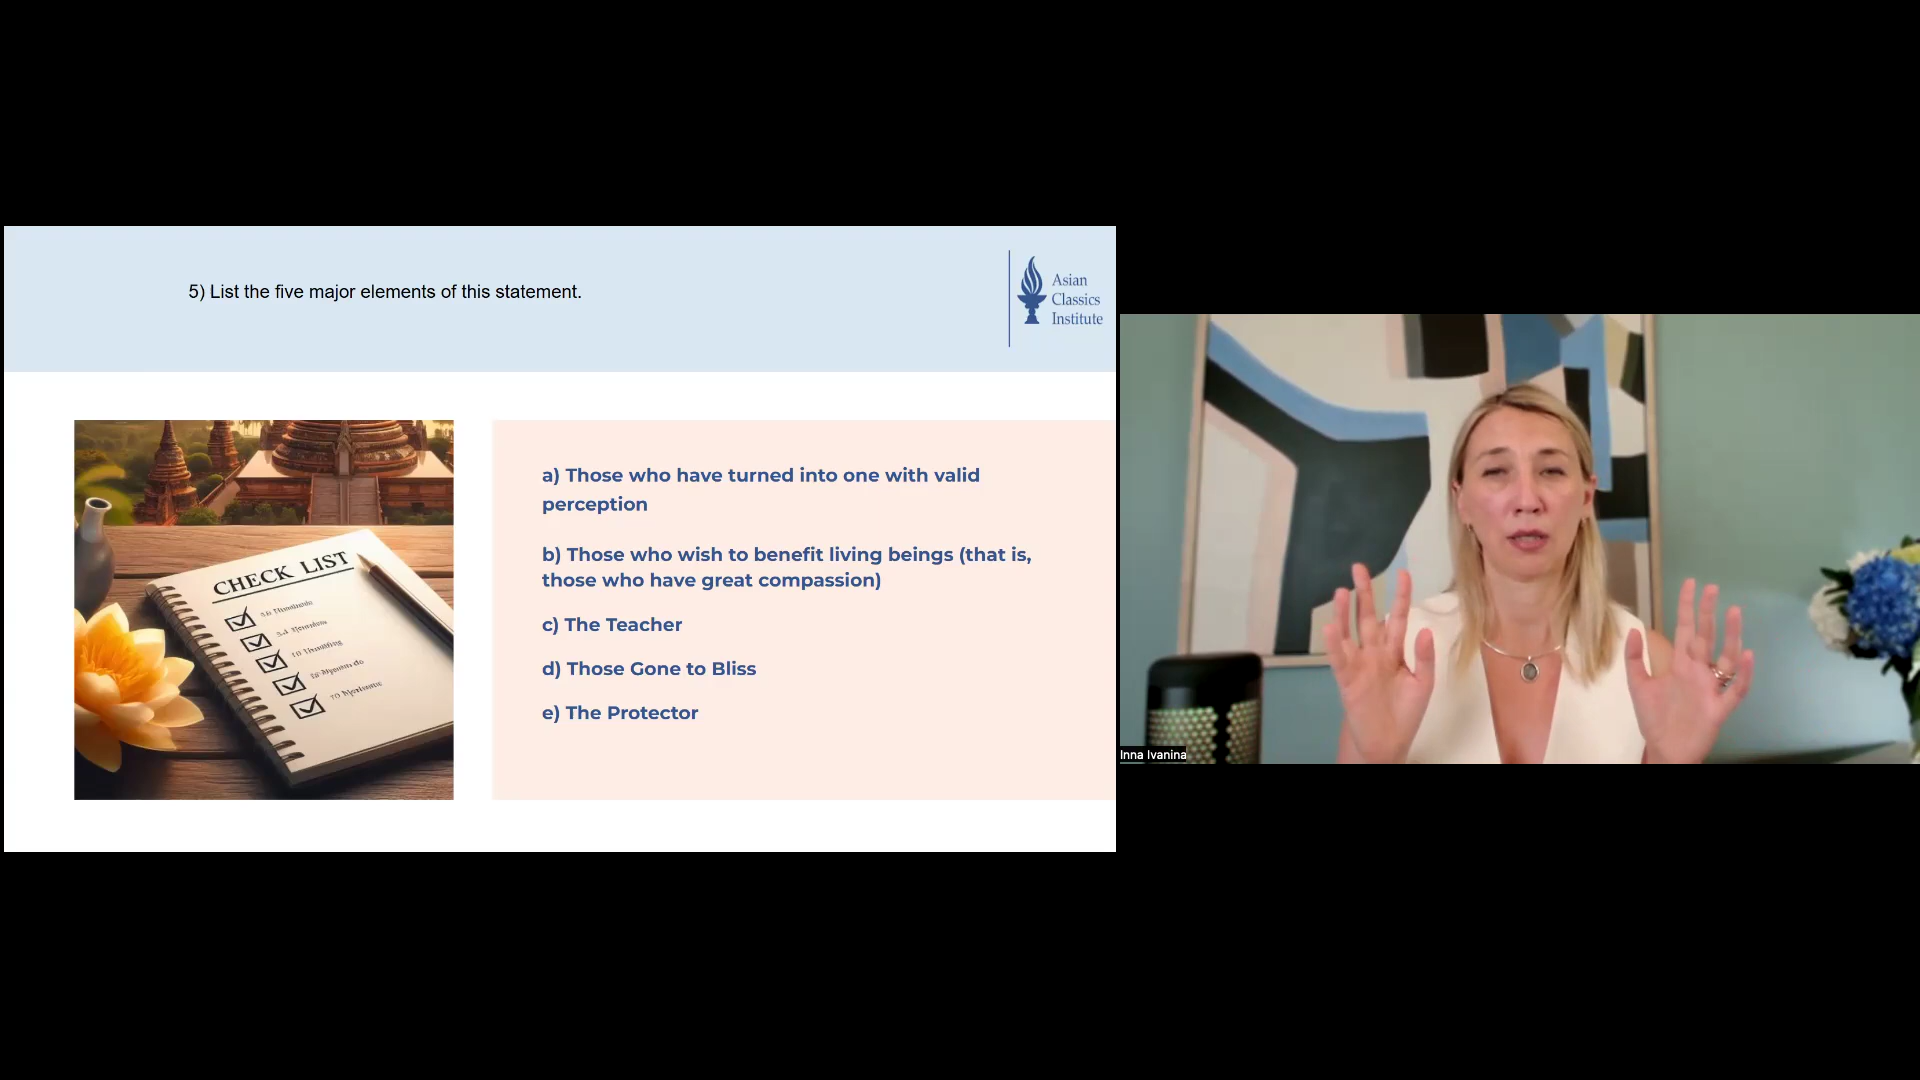 5) List the five major elements of this statement.
Asian
Classics
Institute
CHECK LIST
a) Those who have turned into one with valid
perception
b) Those who wish to benefit living beings (that is,
those who have great compassion)
c) The Teacher
d) Those Gone to Bliss
e) The Protector
Inna Ivanina